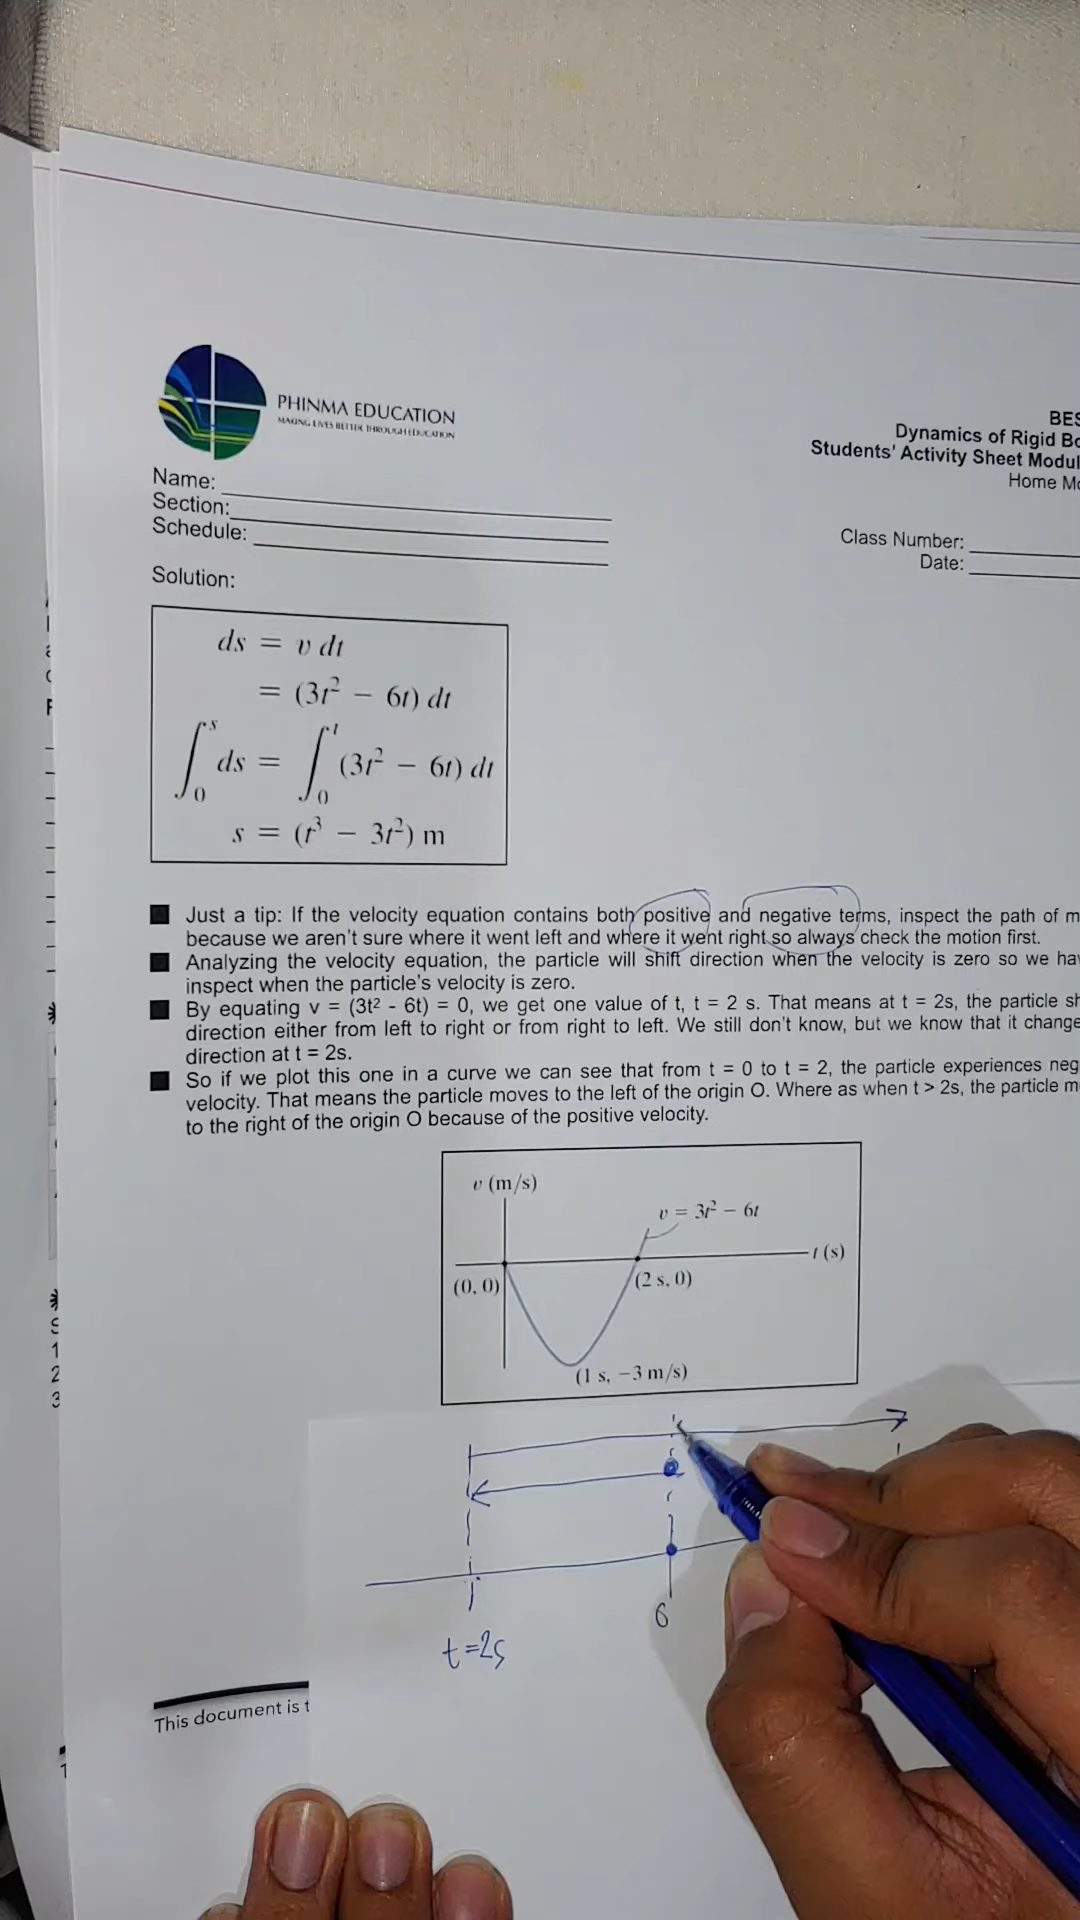 PHINMA EDUCATION
MAKING LIVES BETTER THROUGH EDUCATION
BES
Dynamics of Rigid Bo
Students' Activity Sheet Modul
Home Mo
Name:
Section:
Schedule:
Class Number:
Date:
Solution:
ds = v dt
= (3t² − 6t) dt
∫₀ˢ ds = ∫₀ᵗ (3t² − 6t) dt
s = (t³ − 3t²) m
Just a tip: If the velocity equation contains both positive and negative terms, inspect the path of m
because we aren't sure where it went left and where it went right so always check the motion first.
Analyzing the velocity equation, the particle will shift direction when the velocity is zero so we ha
inspect when the particle's velocity is zero.
By equating v = (3t² - 6t) = 0, we get one value of t, t = 2 s. That means at t = 2s, the particle sh
direction either from left to right or from right to left. We still don't know, but we know that it change
direction at t = 2s.
So if we plot this one in a curve we can see that from t = 0 to t = 2, the particle experiences neg
velocity. That means the particle moves to the left of the origin O. Where as when t > 2s, the particle m
to the right of the origin O because of the positive velocity.
v (m/s)
v = 3t² − 6t
t (s)
(0, 0)
(2 s, 0)
(1 s, −3 m/s)
t=2s
This document is t
1
2
3